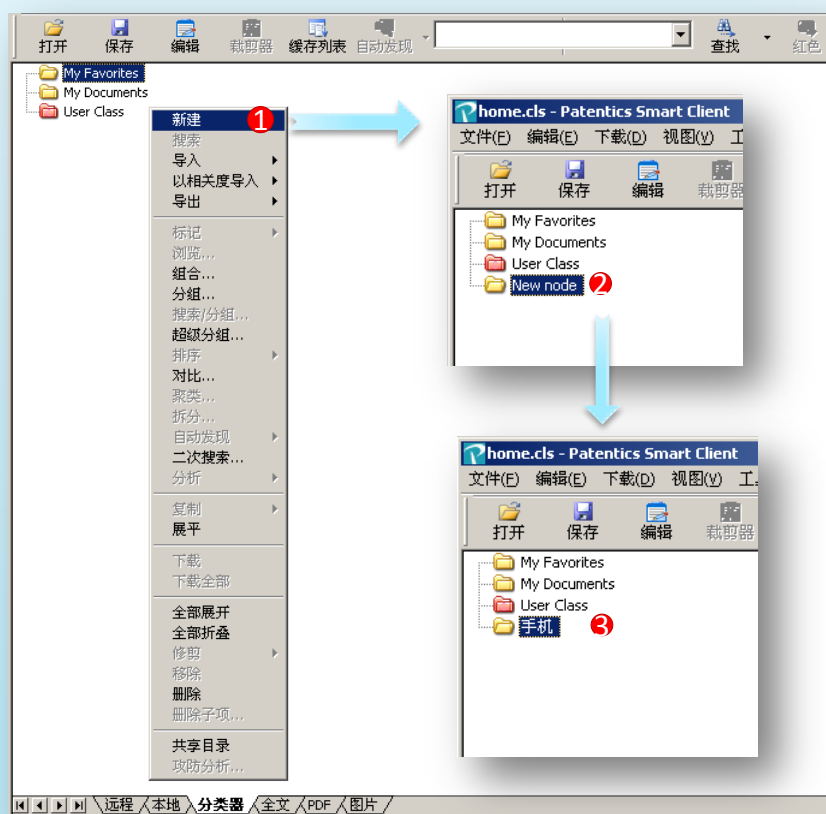 打开 保存 编辑 裁剪器 缓存列表 自动发现 查找 红色
My Favorites
My Documents
User Class
新建 1
搜索
导入
以相关度导入
导出
标记
浏览...
组合...
分组...
搜索/分组...
超级分组...
排序
对比...
聚类...
拆分...
自动发现
二次搜索...
分析
复制
展平
下载
下载全部
全部展开
全部折叠
修剪
移除
删除
删除子项...
共享目录
攻防分析...
home.cls - Patentics Smart Client
文件(F) 编辑(E) 下载(D) 视图(V) 工
打开 保存 编辑 裁剪器
My Favorites
My Documents
User Class
New node 2
home.cls - Patentics Smart Client
文件(F) 编辑(E) 下载(D) 视图(V) 工
打开 保存 编辑 裁剪器
My Favorites
My Documents
User Class
手机 3
远程 本地 分类器 全文 PDF 图片